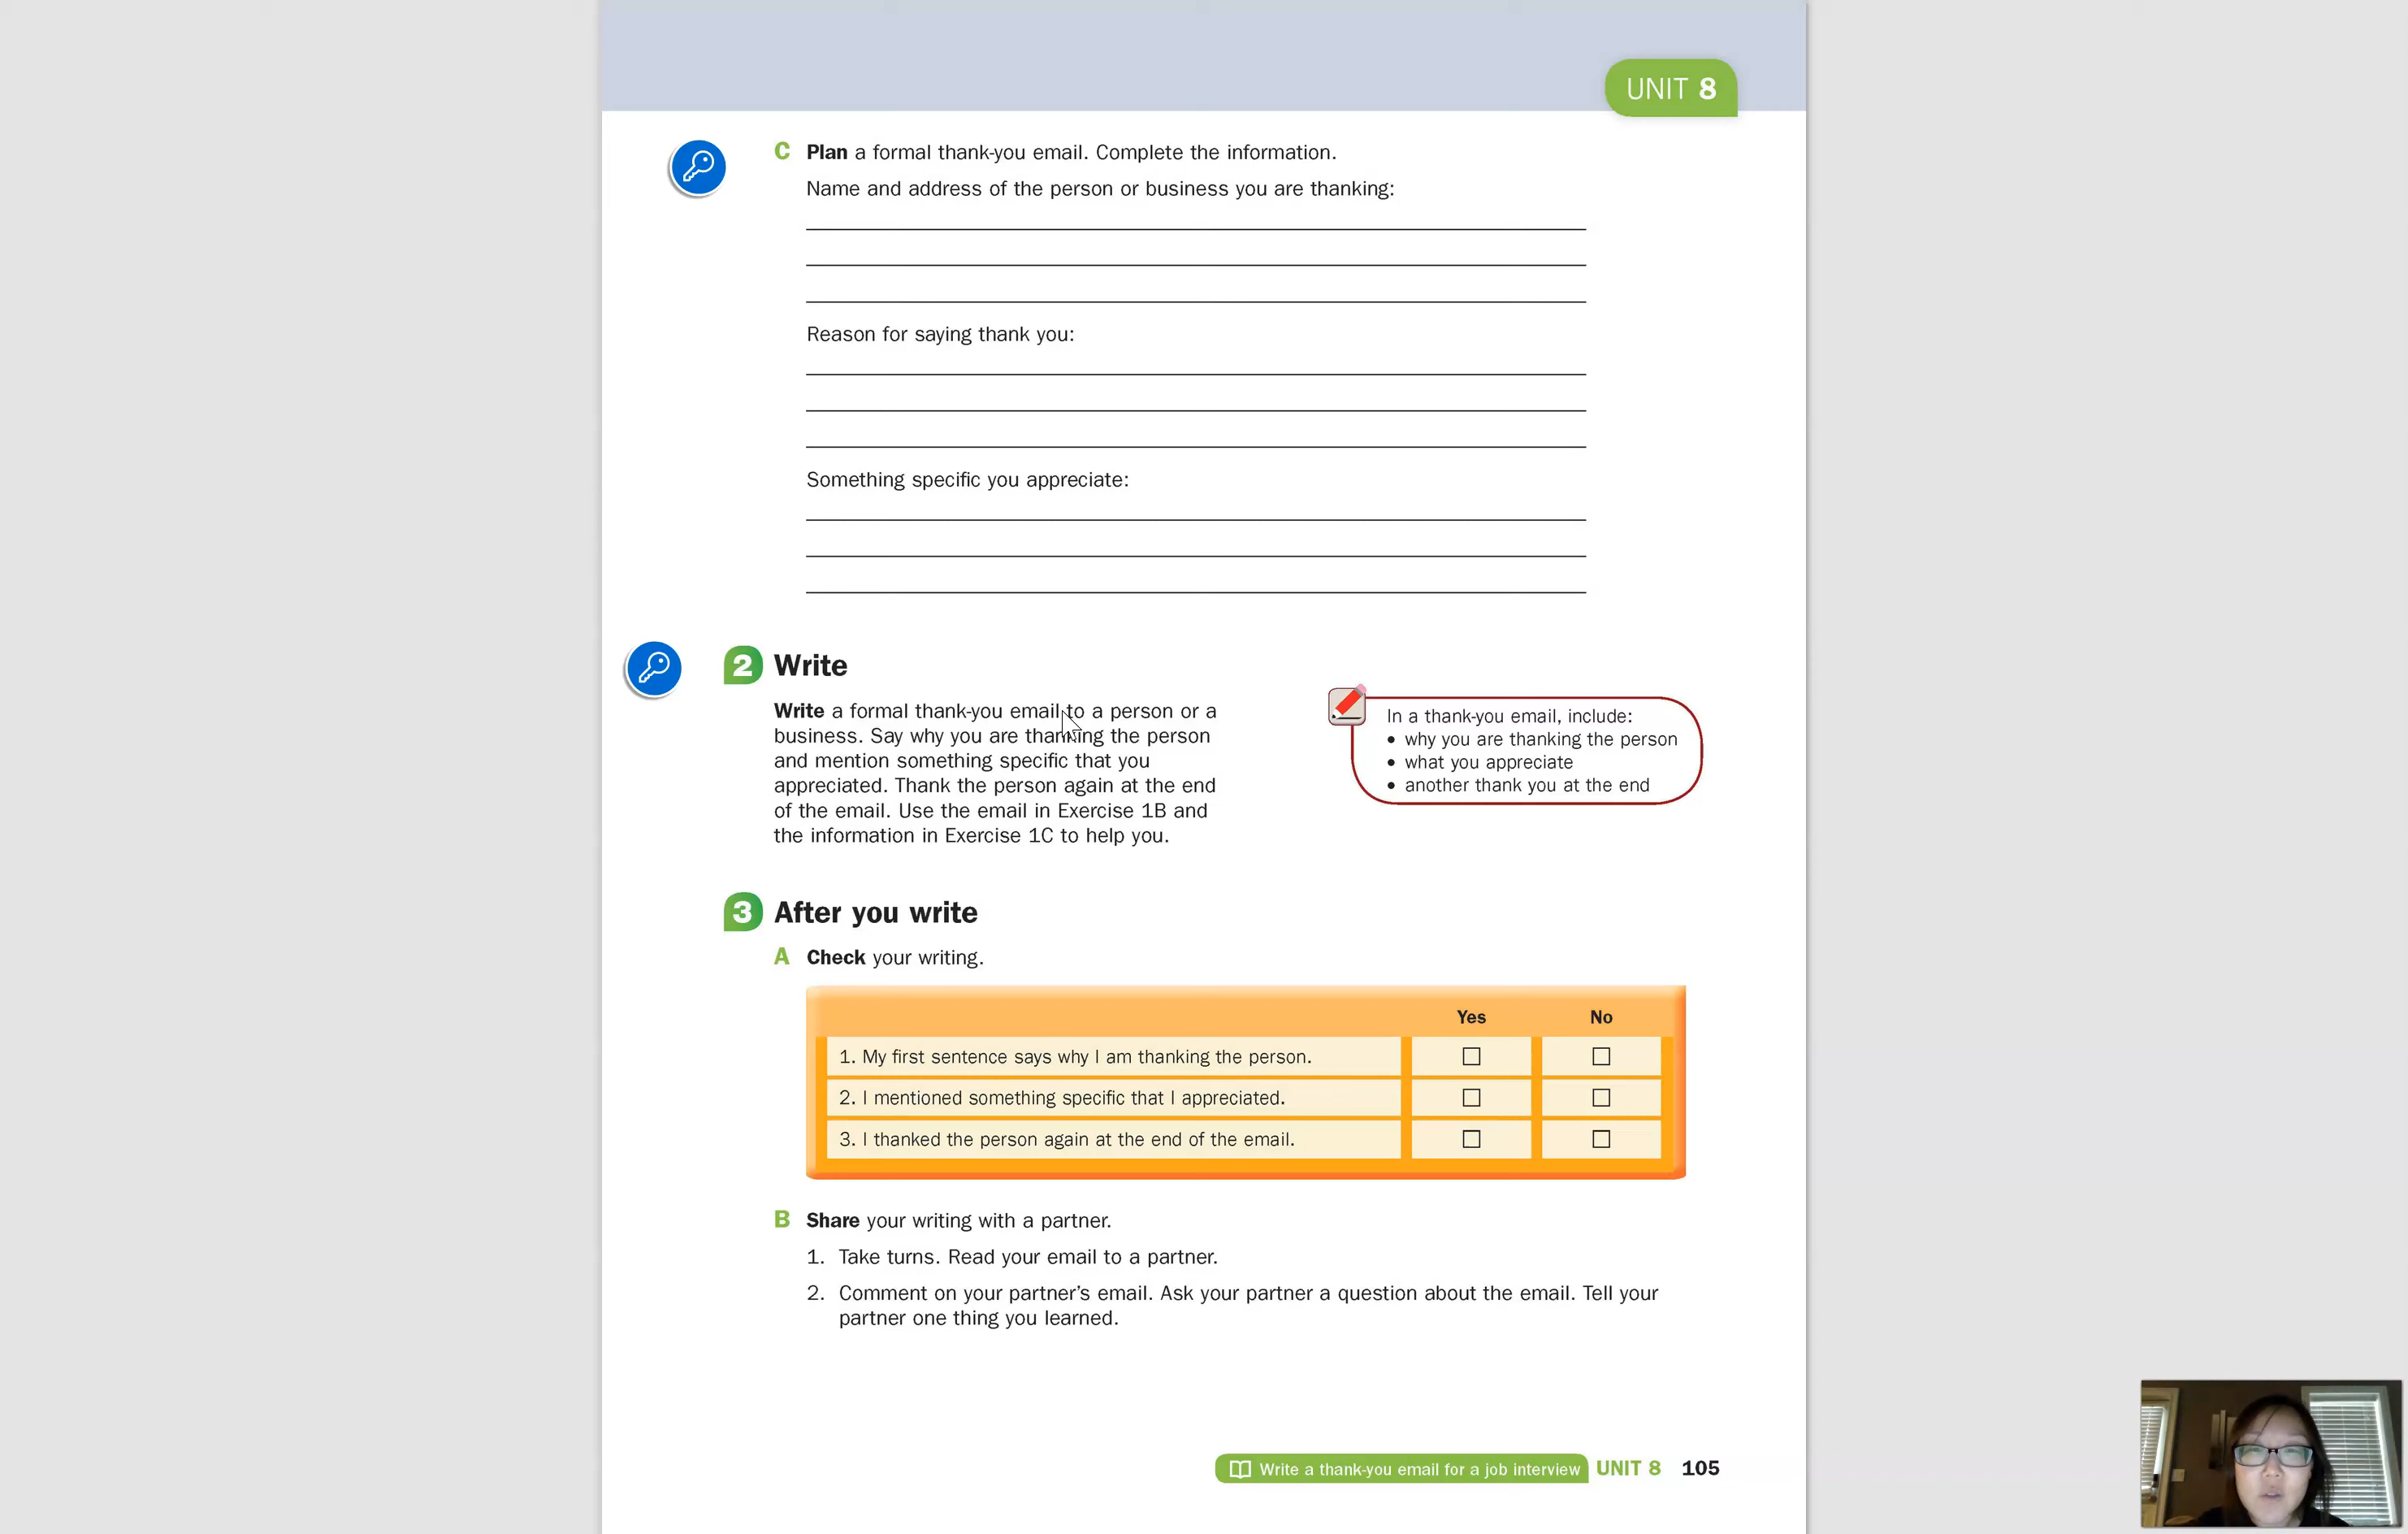 UNIT 8
C Plan a formal thank-you email. Complete the information.
Name and address of the person or business you are thanking:
Reason for saying thank you:
Something specific you appreciate:
2 Write
Write a formal thank-you email to a person or a
business. Say why you are thanking the person
and mention something specific that you
appreciated. Thank the person again at the end
of the email. Use the email in Exercise 1B and
the information in Exercise 1C to help you.
In a thank-you email, include:
• why you are thanking the person
• what you appreciate
• another thank you at the end
3 After you write
A Check your writing.
Yes No
1. My first sentence says why I am thanking the person.
2. I mentioned something specific that I appreciated.
3. I thanked the person again at the end of the email.
B Share your writing with a partner.
1. Take turns. Read your email to a partner.
2. Comment on your partner's email. Ask your partner a question about the email. Tell your
partner one thing you learned.
Write a thank-you email for a job interview UNIT 8 105